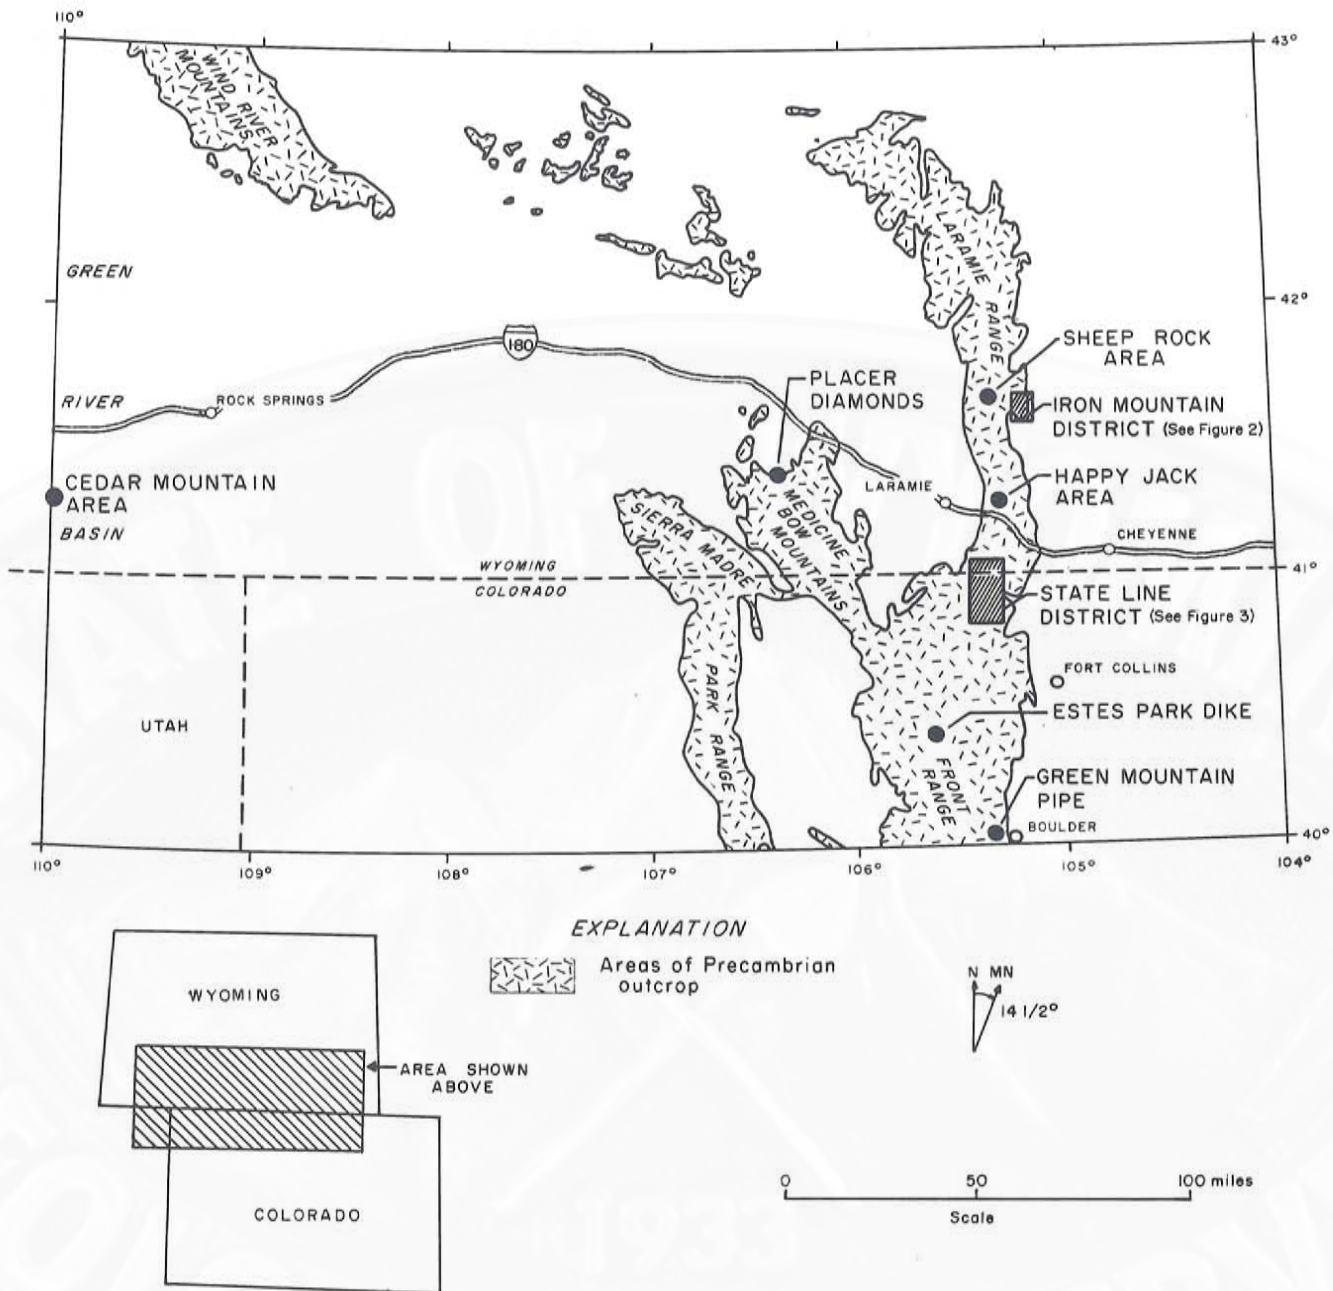 110°
43°
WIND RIVER
MOUNTAINS
LARAMIE RANGE
GREEN
42°
180
SHEEP ROCK
AREA
PLACER
DIAMONDS
RIVER
ROCK SPRINGS
IRON MOUNTAIN
DISTRICT (See Figure 2)
CEDAR MOUNTAIN
AREA
LARAMIE
HAPPY JACK
AREA
BASIN
SIERRA MADRE
MEDICINE
BOW
MOUNTAINS
CHEYENNE
WYOMING
COLORADO
41°
STATE LINE
DISTRICT (See Figure 3)
FORT COLLINS
PARK RANGE
ESTES PARK DIKE
UTAH
FRONT
RANGE
GREEN MOUNTAIN
PIPE
BOULDER
40°
110°
109°
108°
107°
106°
105°
104°
EXPLANATION
Areas of Precambrian
outcrop
N MN
14 1/2°
WYOMING
AREA SHOWN
ABOVE
COLORADO
0 50 100 miles
Scale
1933